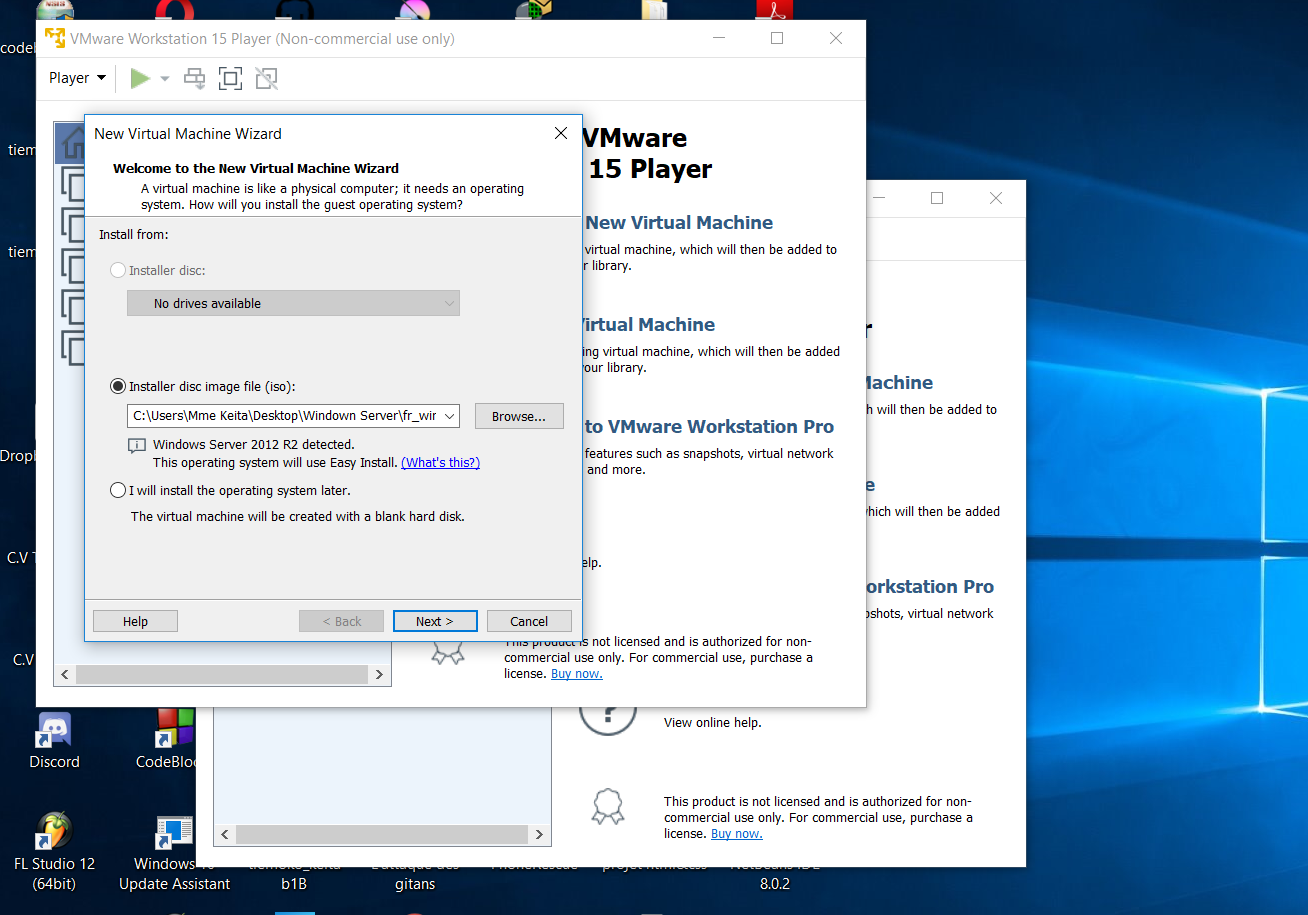 VMware Workstation 15 Player (Non-commercial use only)
Player
New Virtual Machine Wizard
Welcome to the New Virtual Machine Wizard
A virtual machine is like a physical computer; it needs an operating
system. How will you install the guest operating system?
Install from:
Installer disc:
No drives available
Installer disc image file (iso):
C:\Users\Mme Keita\Desktop\Windown Server\fr_wir
Browse...
Windows Server 2012 R2 detected.
This operating system will use Easy Install. (What's this?)
I will install the operating system later.
The virtual machine will be created with a blank hard disk.
Help
< Back
Next >
Cancel
VMware
15 Player
New Virtual Machine
virtual machine, which will then be added to
r library.
Virtual Machine
ing virtual machine, which will then be added
your library.
to VMware Workstation Pro
features such as snapshots, virtual network
and more.
elp.
This product is not licensed and is authorized for non-
commercial use only. For commercial use, purchase a
license. Buy now.
r
Machine
h will then be added to
e
which will then be added
orkstation Pro
pshots, virtual network
View online help.
This product is not licensed and is authorized for non-
commercial use only. For commercial use, purchase a
license. Buy now.
codel
tiem
tiem
Dropl
C.V T
C.V
Discord
CodeBloc
FL Studio 12
(64bit)
Windows 10
Update Assistant
b1B
gitans
8.0.2